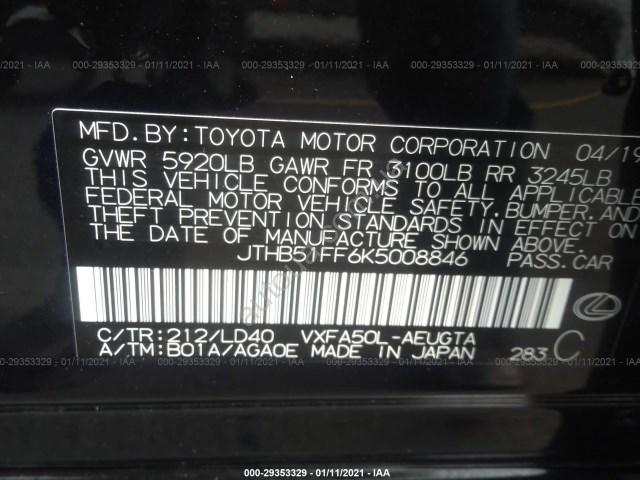 000-29353329 - 01/11/2021 - IAA
MFD. BY: TOYOTA MOTOR CORPORATION 04/19
GVWR 5920LB GAWR FR 3100LB RR 3245LB
THIS VEHICLE CONFORMS TO ALL APPLICABLE
FEDERAL MOTOR VEHICLE SAFETY, BUMPER, AND
THEFT PREVENTION STANDARDS IN EFFECT ON
THE DATE OF MANUFACTURE SHOWN ABOVE.
JTHB51FF6K5008846 PASS. CAR
C/TR: 212/LD40 VXFA50L-AEUGTA
A/TM: B01A/AGA0E MADE IN JAPAN 283 C
000-29353329 - 01/11/2021 - IAA